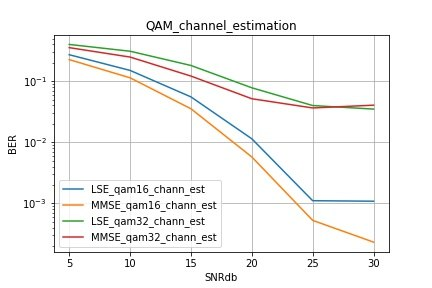 QAM_channel_estimation
BER
10⁻¹
10⁻²
10⁻³
LSE_qam16_chann_est
MMSE_qam16_chann_est
LSE_qam32_chann_est
MMSE_qam32_chann_est
5 10 15 20 25 30
SNRdb